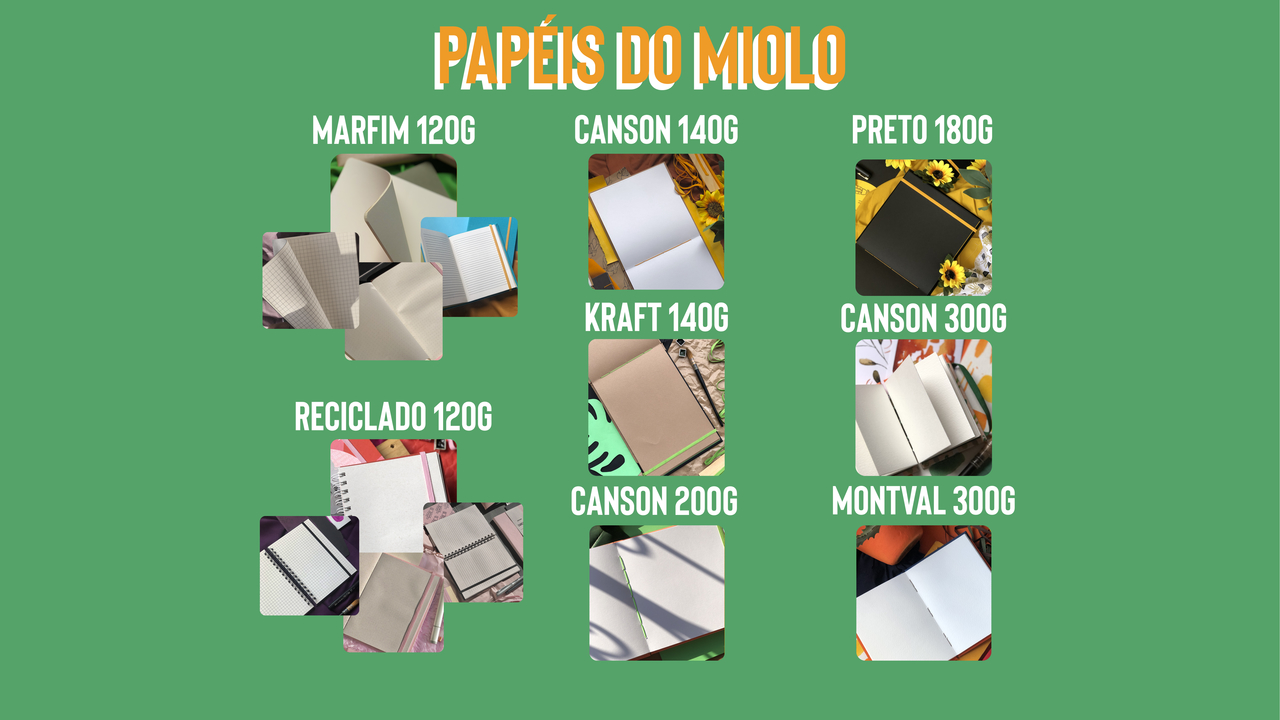 PAPÉIS DO MIOLO
MARFIM 120G
CANSON 140G
PRETO 180G
KRAFT 140G
CANSON 300G
RECICLADO 120G
CANSON 200G
MONTVAL 300G